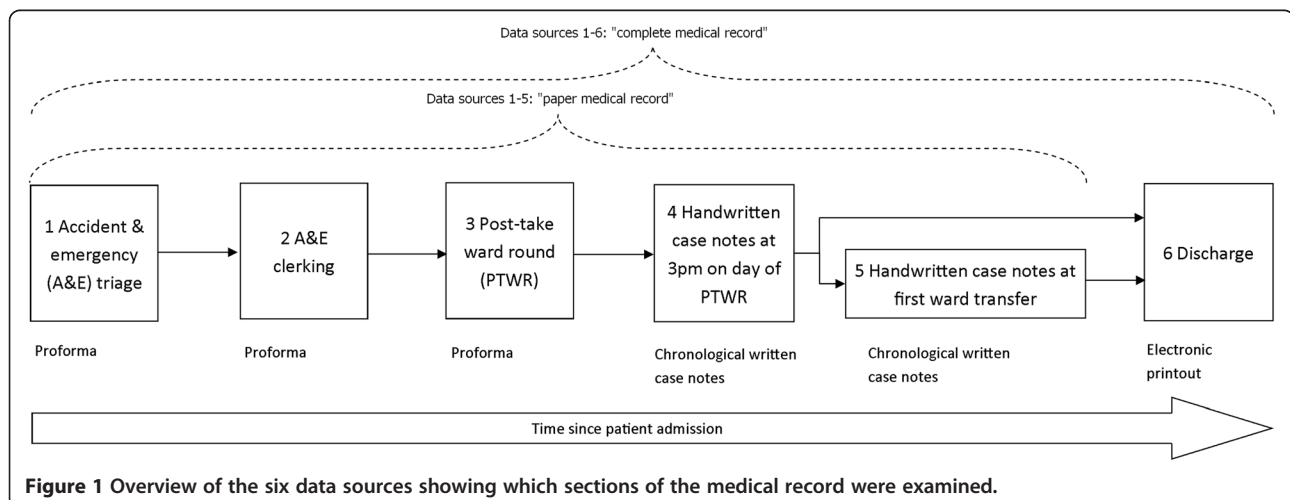 Data sources 1-6: "complete medical record"
Data sources 1-5: "paper medical record"
1 Accident &
emergency
(A&E) triage
2 A&E
clerking
3 Post-take
ward round
(PTWR)
4 Handwritten
case notes at
3pm on day of
PTWR
5 Handwritten case notes at
first ward transfer
6 Discharge
Proforma
Proforma
Proforma
Chronological written
case notes
Chronological written
case notes
Electronic
printout
Time since patient admission
Figure 1 Overview of the six data sources showing which sections of the medical record were examined.